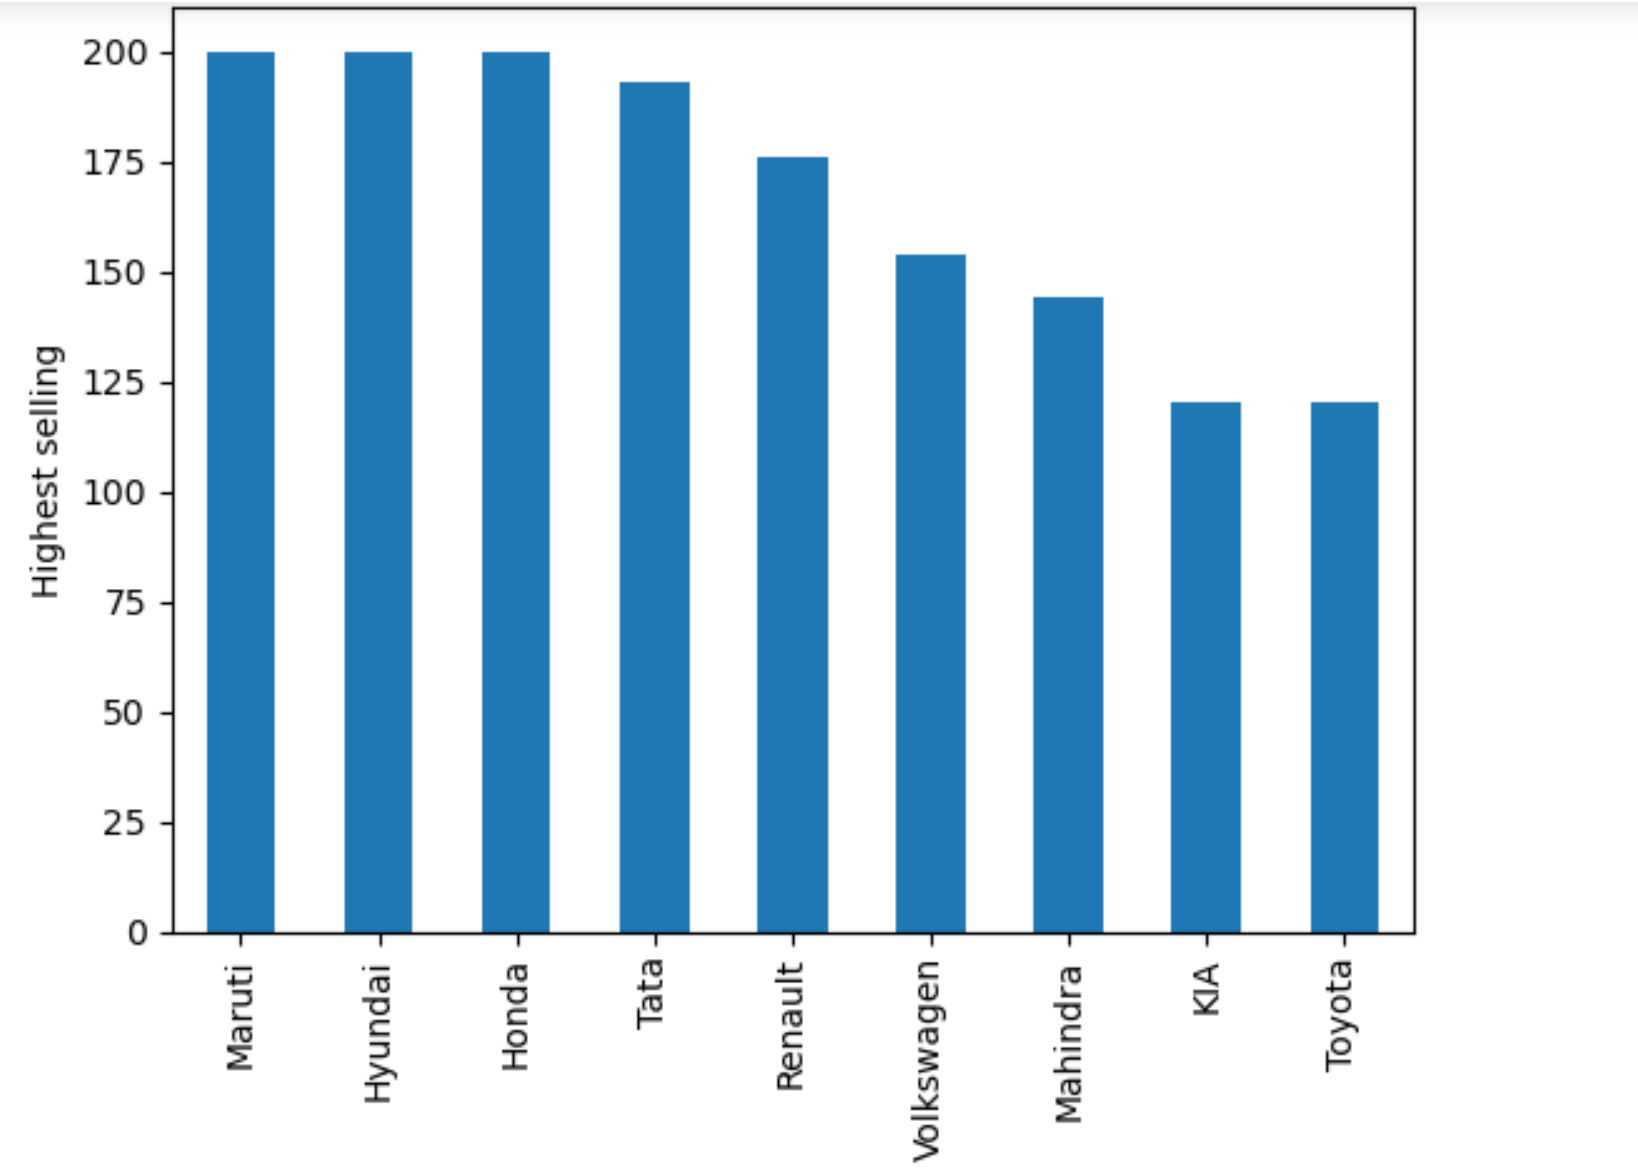 200
175
150
125
100
75
50
25
0
Highest selling
Maruti
Hyundai
Honda
Tata
Renault
Volkswagen
Mahindra
KIA
Toyota